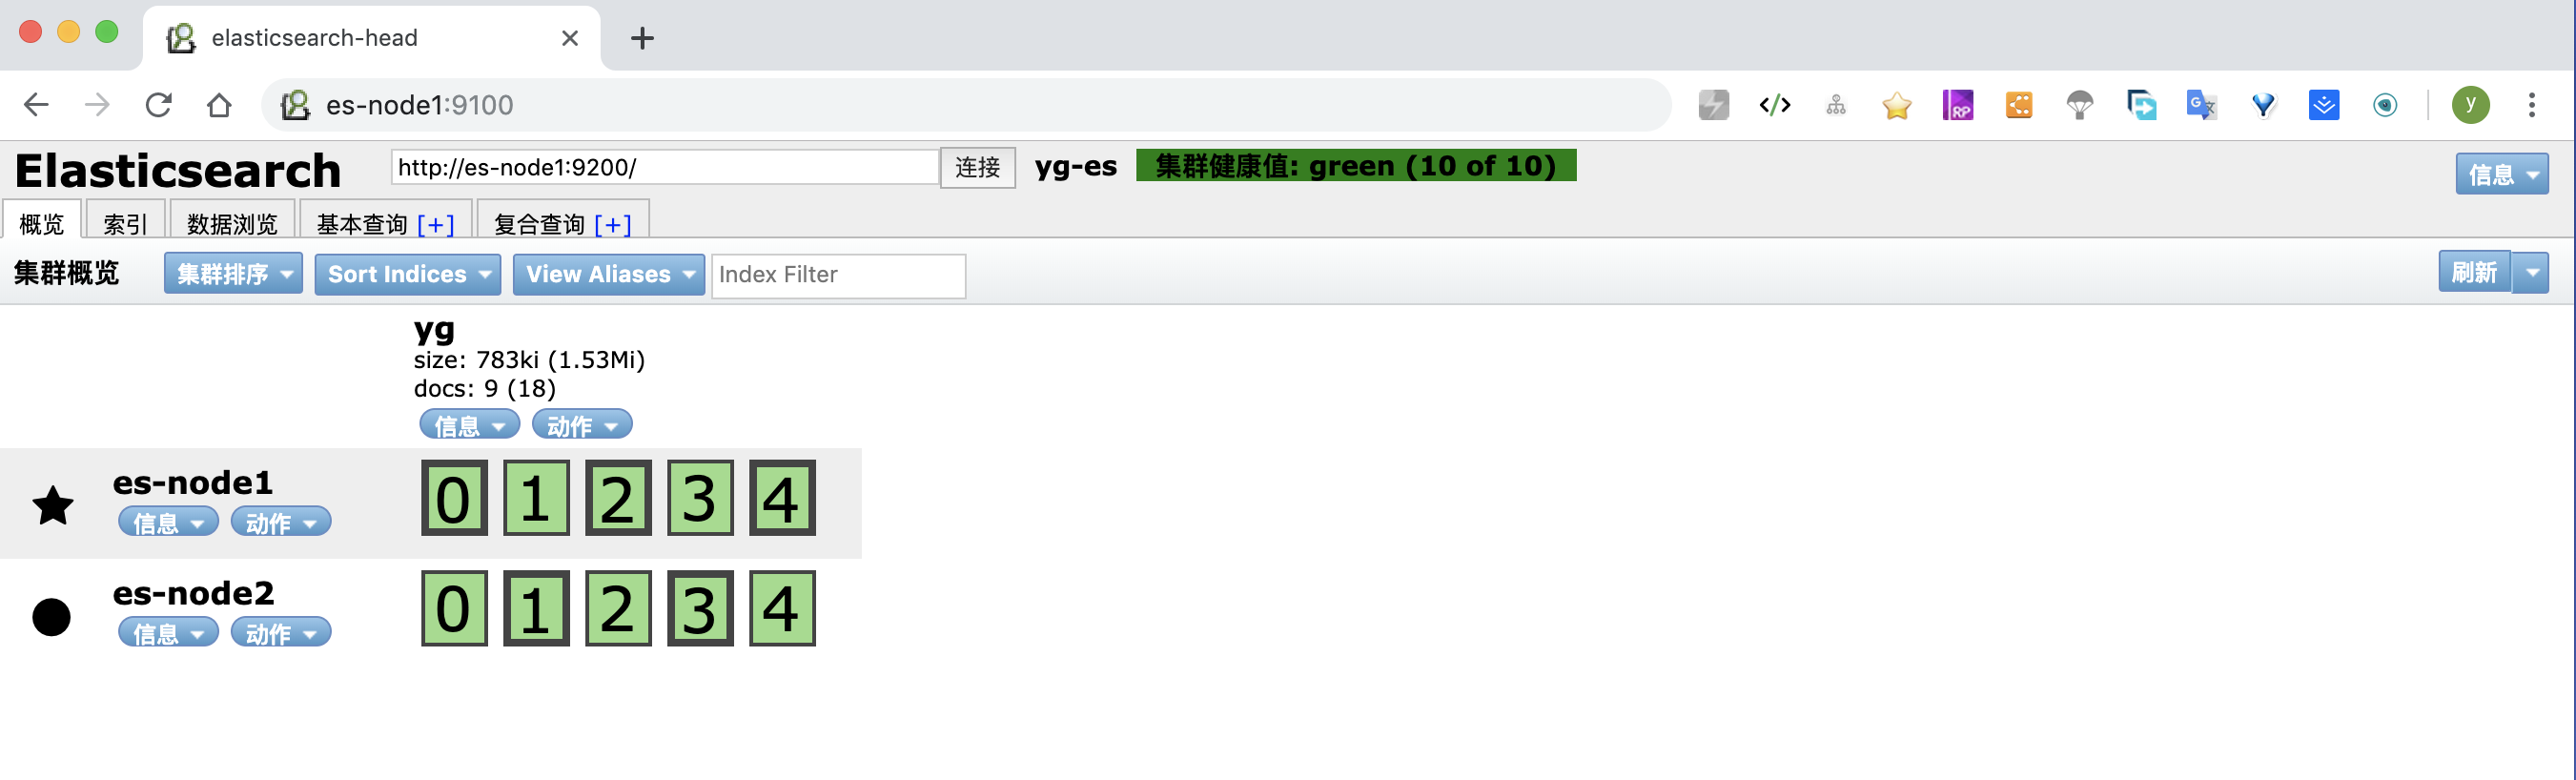 elasticsearch-head
es-node1:9100
y
Elasticsearch http://es-node1:9200/ 连接 yg-es 集群健康值: green (10 of 10) 信息
概览 索引 数据浏览 基本查询 [+] 复合查询 [+]
集群概览 集群排序 Sort Indices View Aliases Index Filter 刷新
yg
size: 783ki (1.53Mi)
docs: 9 (18)
信息 动作
es-node1
信息 动作
0 1 2 3 4
es-node2
信息 动作
0 1 2 3 4